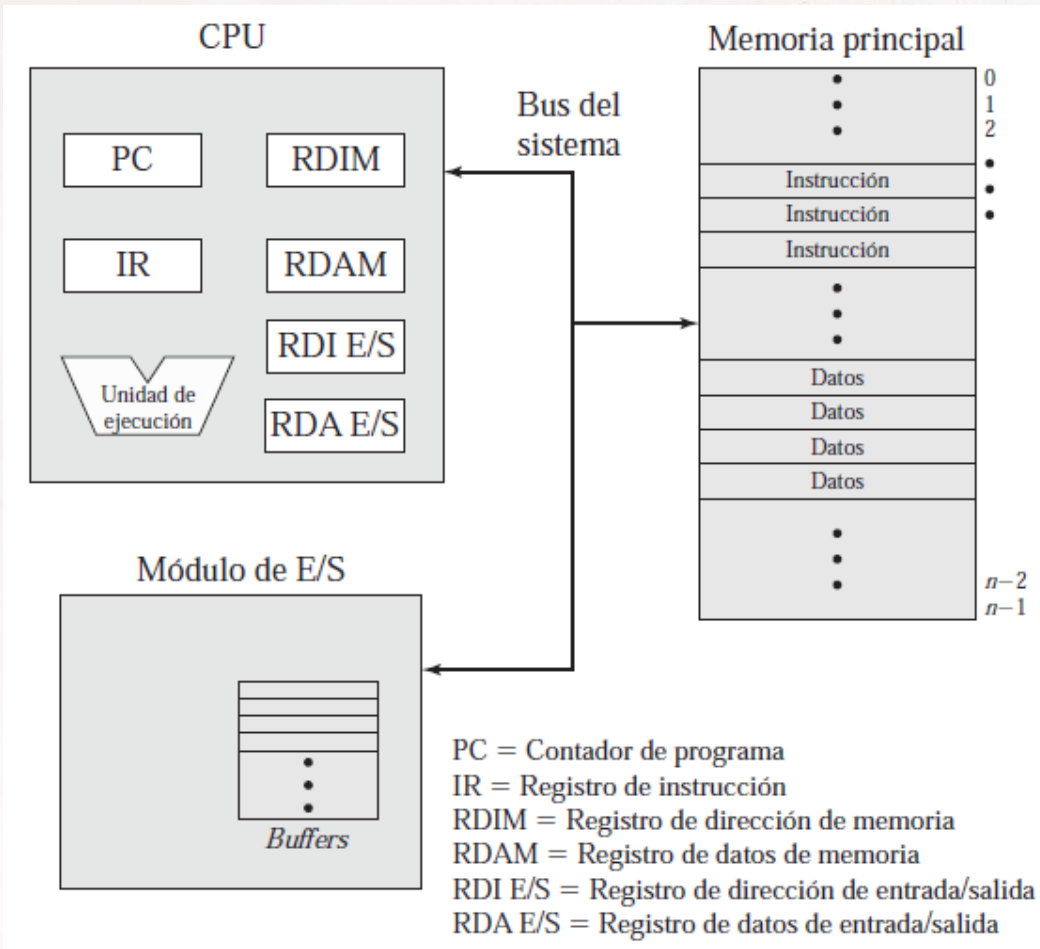 CPU
PC
RDIM
IR
RDAM
RDI E/S
Unidad de
ejecución
RDA E/S
Bus del
sistema
Memoria principal
0
1
2
Instrucción
Instrucción
Instrucción
Datos
Datos
Datos
Datos
n−2
n−1
Módulo de E/S
Buffers
PC = Contador de programa
IR = Registro de instrucción
RDIM = Registro de dirección de memoria
RDAM = Registro de datos de memoria
RDI E/S = Registro de dirección de entrada/salida
RDA E/S = Registro de datos de entrada/salida